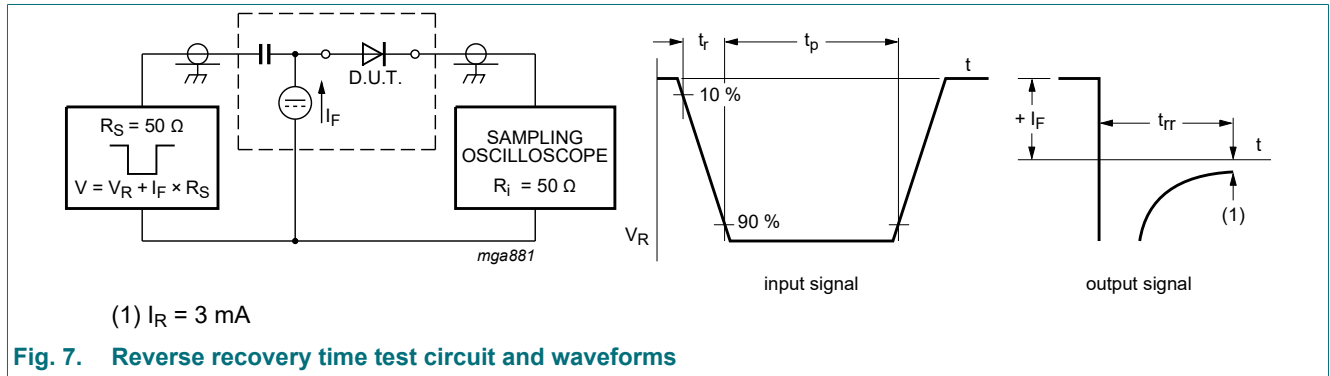 D.U.T.
I_F
R_S = 50 Ω
V = V_R + I_F × R_S
SAMPLING
OSCILLOSCOPE
R_i = 50 Ω
mga881
t_r
t_p
t
10 %
90 %
V_R
input signal
+ I_F
t_rr
t
(1)
output signal
(1) I_R = 3 mA
Fig. 7. Reverse recovery time test circuit and waveforms